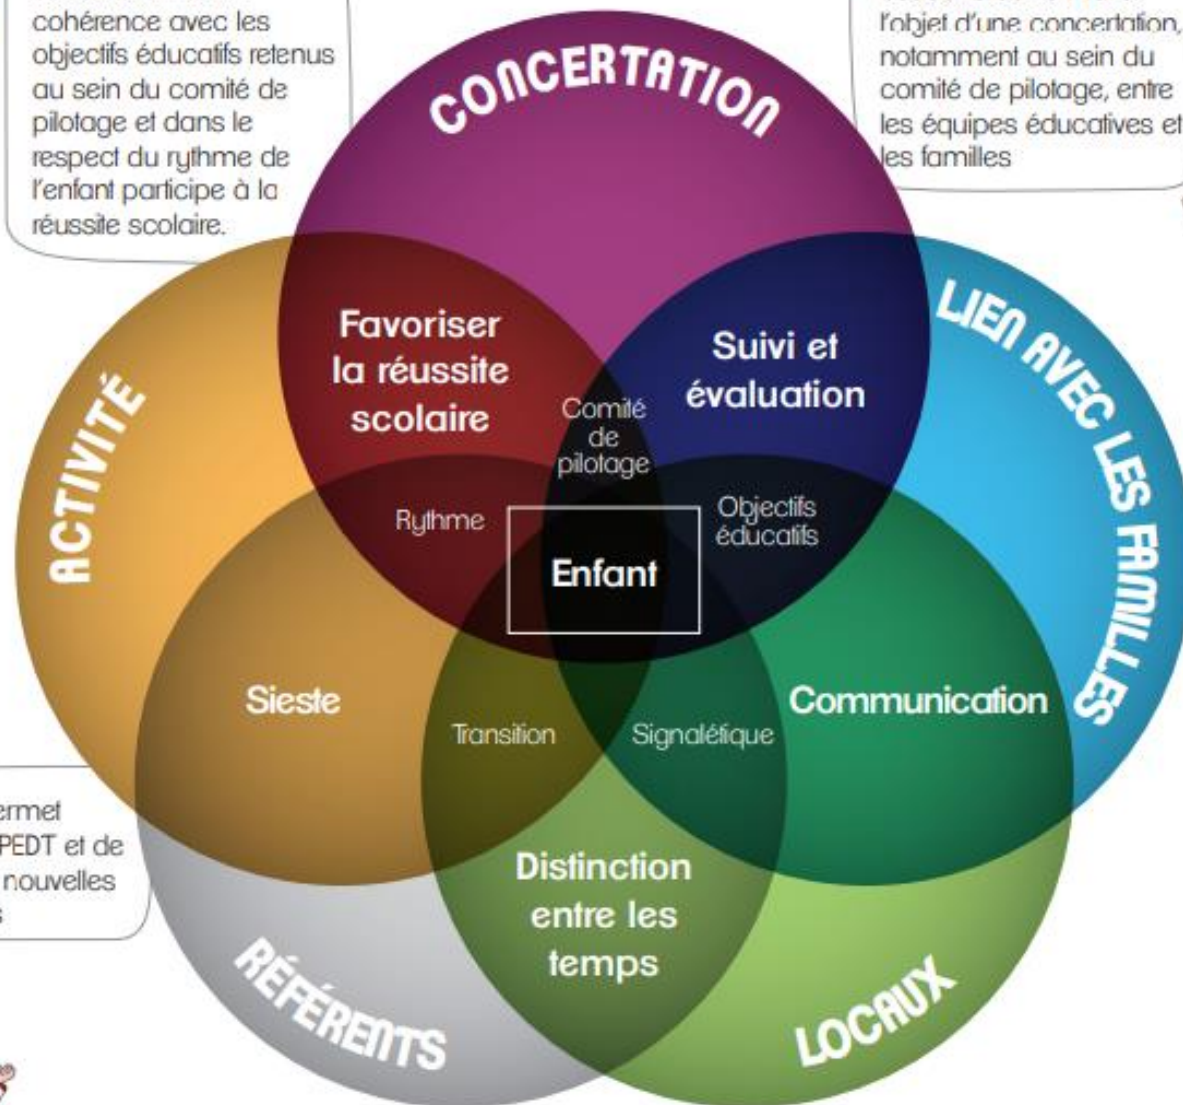 cohérence avec les
objectifs éducatifs retenus
au sein du comité de
pilotage et dans le
respect du rythme de
l'enfant participe à la
réussite scolaire.
l'objet d'une concertation,
notamment au sein du
comité de pilotage, entre
les équipes éducatives et
les familles
CONCERTATION
LIEN AVEC LES FAMILLES
ACTIVITÉ
Favoriser
la réussite
scolaire
Suivi et
évaluation
Comité
de
pilotage
Rythme
Objectifs
éducatifs
Enfant
Sieste
Communication
Transition
Signalétique
PEDT et de
nouvelles
Distinction
entre les
temps
RÉFÉRENTS
LOCAUX